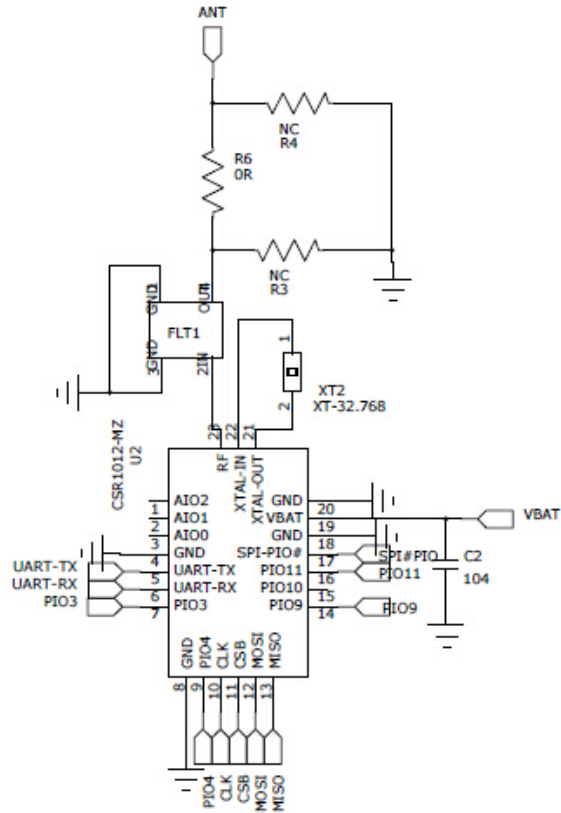 ANT
NC
R4
R6
0R
NC
R3
GND
1
OUT
4
FLT1
GND
3
2IN
1
2
XT2
XT-32.768
CSR1012-MZ
U2
23
22
21
RF
XTAL-IN
XTAL-OUT
AIO2
1
AIO1
2
AIO0
3
GND
4
UART-TX
5
UART-RX
6
PIO3
7
GND
20
VBAT
19
GND
18
SPI-PIO#
17
PIO11
16
PIO10
15
PIO9
14
UART-TX
UART-RX
PIO3
VBAT
SPI#PIO
PIO11
PIO9
C2
104
GND
PIO4
CLK
CSB
MOSI
MISO
8
9
10
11
12
13
PIO4
CLK
CSB
MOSI
MISO